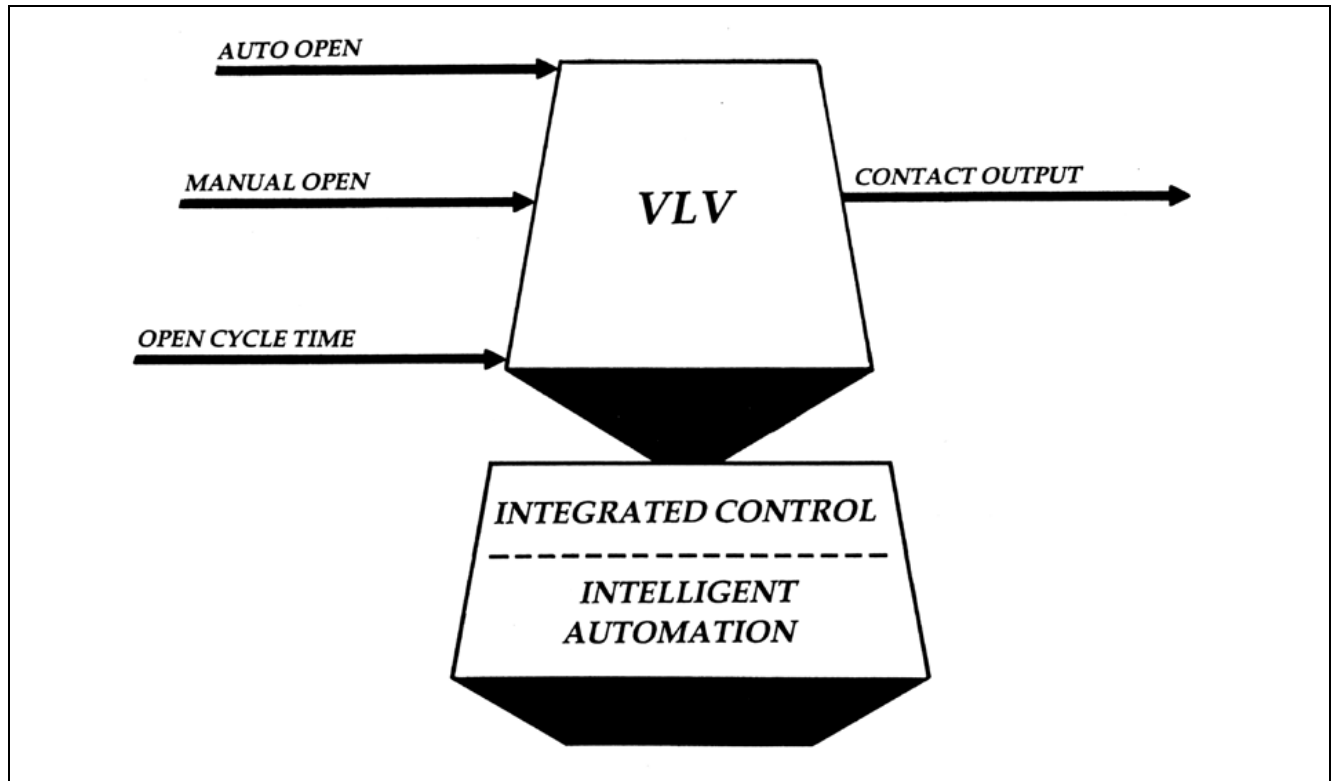 AUTO OPEN
MANUAL OPEN
VLV
CONTACT OUTPUT
OPEN CYCLE TIME
INTEGRATED CONTROL
INTELLIGENT
AUTOMATION